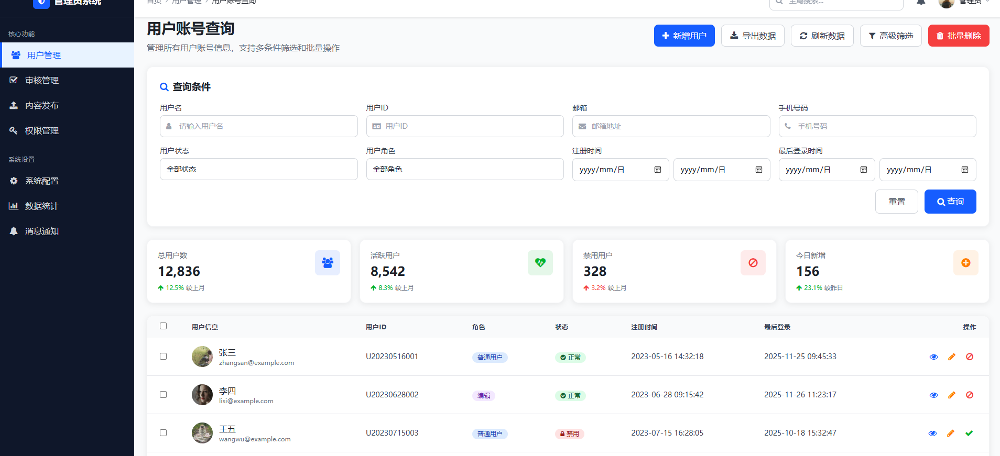 管理员系统
首页 › 用户管理 › 用户账号查询
全局搜索...
管理员
核心功能
用户管理
审核管理
内容发布
权限管理
系统设置
系统配置
数据统计
消息通知
用户账号查询
管理所有用户账号信息，支持多条件筛选和批量操作
新增用户
导出数据
刷新数据
高级筛选
批量删除
查询条件
用户名
用户ID
邮箱
手机号码
请输入用户名
用户ID
邮箱地址
手机号码
用户状态
用户角色
注册时间
最后登录时间
全部状态
全部角色
yyyy/mm/日
yyyy/mm/日
yyyy/mm/日
yyyy/mm/日
重置
查询
总用户数
12,836
12.5% 较上月
活跃用户
8,542
8.3% 较上月
禁用用户
328
3.2% 较上月
今日新增
156
23.1% 较昨日
用户信息 用户ID 角色 状态 注册时间 最后登录 操作
张三
zhangsan@example.com
U20230516001 普通用户 正常 2023-05-16 14:32:18 2025-11-25 09:45:33
李四
lisi@example.com
U20230628002 编辑 正常 2023-06-28 09:15:42 2025-11-26 11:23:17
王五
wangwu@example.com
U20230715003 普通用户 禁用 2023-07-15 16:28:05 2025-10-18 15:32:47